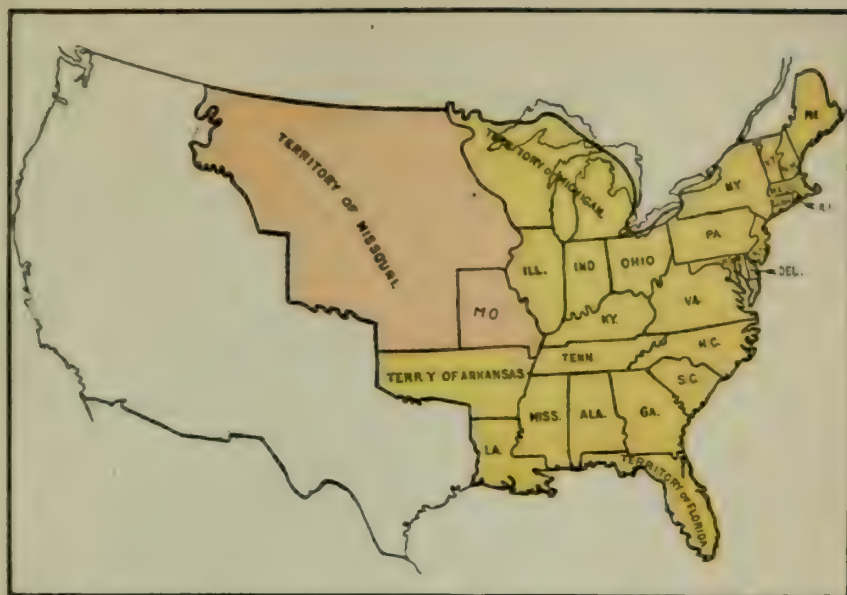 TERRITORY OF MISSOURI.
TERRITORY OF MICHIGAN.
ME.
VT.
N.H.
N.Y.
R.I.
PA.
DEL.
ILL.
IND
OHIO
MO
KY.
VA.
TENN
N.C.
TERR'Y OF ARKANSAS
S.C.
LA.
MISS.
ALA.
GA.
TERRITORY OF FLORIDA